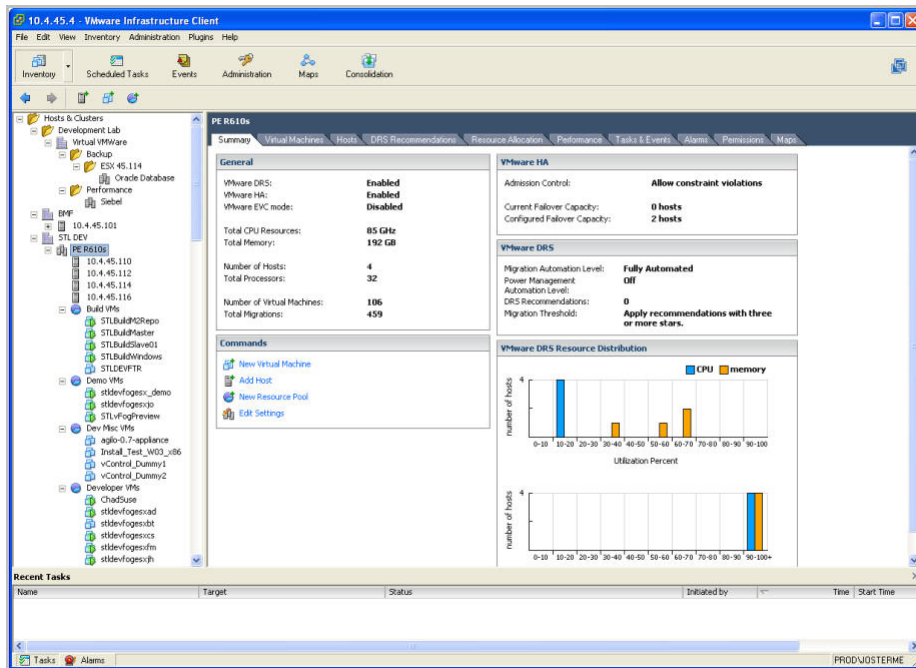 10.4.45.4 - VMware Infrastructure Client
File Edit View Inventory Administration Plugins Help
Inventory Scheduled Tasks Events Administration Maps Consolidation
Hosts & Clusters
Development Lab
Virtual VMWare
Backup
ESX 45.114
Oracle Database
Performance
Siebel
BMF
10.4.45.101
STL DEV
PE R610s
10.4.45.110
10.4.45.112
10.4.45.114
10.4.45.116
Build VMs
STLBuildM2Repo
STLBuildMaster
STLBuildSlave01
STLBuildWindows
STLDEVFTR
Demo VMs
stldevfogesx_demo
stldevfogesxjo
STLvFogPreview
Dev Misc VMs
agilo-0.7-appliance
Install_Test_W03_x86
vControl_Dummy1
vControl_Dummy2
Developer VMs
ChadSuse
stldevfogesxad
stldevfogesxbt
stldevfogesxcs
stldevfogesxfm
stldevfogesxjh
PE R610s
Summary Virtual Machines Hosts DRS Recommendations Resource Allocation Performance Tasks & Events Alarms Permissions Maps
General
VMware DRS: Enabled
VMware HA: Enabled
VMware EVC mode: Disabled
Total CPU Resources: 85 GHz
Total Memory: 192 GB
Number of Hosts: 4
Total Processors: 32
Number of Virtual Machines: 106
Total Migrations: 459
Commands
New Virtual Machine
Add Host
New Resource Pool
Edit Settings
VMware HA
Admission Control: Allow constraint violations
Current Failover Capacity: 0 hosts
Configured Failover Capacity: 2 hosts
VMware DRS
Migration Automation Level: Fully Automated
Power Management Off
Automation Level:
DRS Recommendations: 0
Migration Threshold: Apply recommendations with three
or more stars.
VMware DRS Resource Distribution
CPU memory
4
number of hosts
0-10 10-20 20-30 30-40 40-50 50-60 60-70 70-80 80-90 90-100
Utilization Percent
4
number of hosts
0-10 10-20 20-30 30-40 40-50 50-60 60-70 70-80 80-90 90-100+
Recent Tasks
Name Target Status Initiated by Time Start Time
Tasks Alarms PROD\JOSTERME